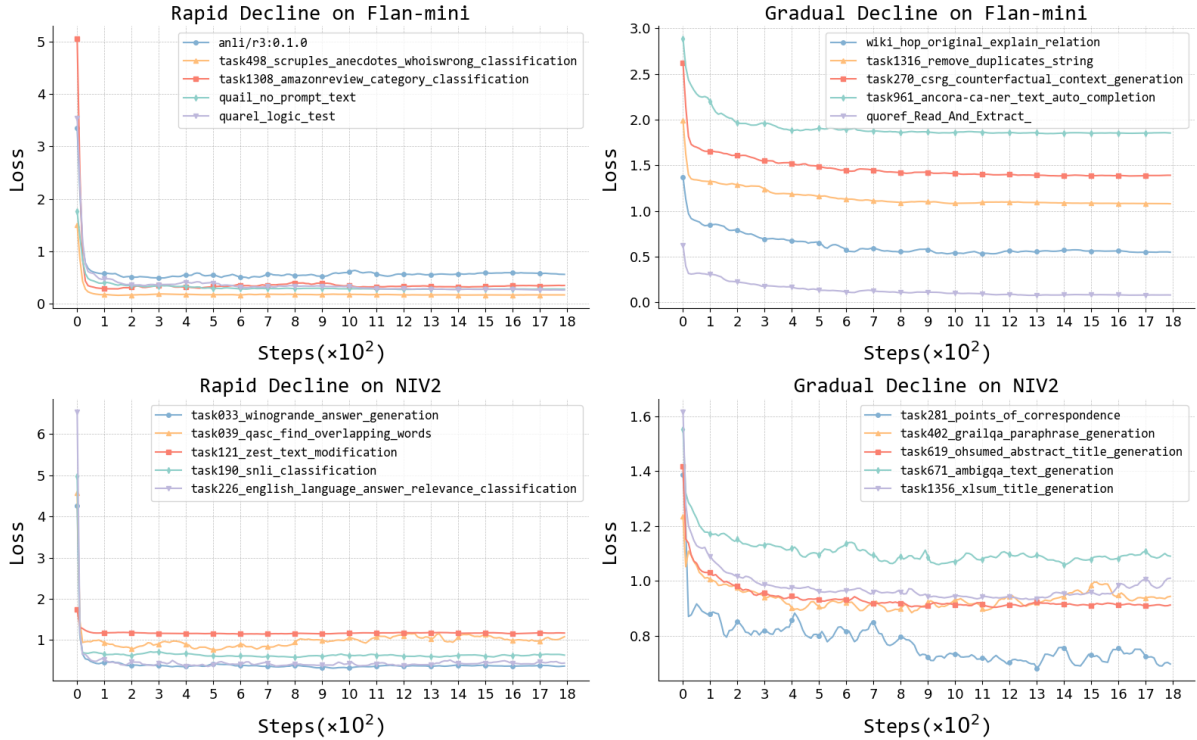 Rapid Decline on Flan-mini
Loss
5
4
3
2
1
0
anli/r3:0.1.0
task498_scruples_anecdotes_whoiswrong_classification
task1308_amazonreview_category_classification
quail_no_prompt_text
quarel_logic_test
0 1 2 3 4 5 6 7 8 9 10 11 12 13 14 15 16 17 18
Steps(×10²)
Gradual Decline on Flan-mini
Loss
3.0
2.5
2.0
1.5
1.0
0.5
0.0
wiki_hop_original_explain_relation
task1316_remove_duplicates_string
task270_csrg_counterfactual_context_generation
task961_ancora-ca-ner_text_auto_completion
quoref_Read_And_Extract_
0 1 2 3 4 5 6 7 8 9 10 11 12 13 14 15 16 17 18
Steps(×10²)
Rapid Decline on NIV2
Loss
6
5
4
3
2
1
task033_winogrande_answer_generation
task039_qasc_find_overlapping_words
task121_zest_text_modification
task190_snli_classification
task226_english_language_answer_relevance_classification
0 1 2 3 4 5 6 7 8 9 10 11 12 13 14 15 16 17 18
Steps(×10²)
Gradual Decline on NIV2
Loss
1.6
1.4
1.2
1.0
0.8
task281_points_of_correspondence
task402_grailqa_paraphrase_generation
task619_ohsumed_abstract_title_generation
task671_ambigqa_text_generation
task1356_xlsum_title_generation
0 1 2 3 4 5 6 7 8 9 10 11 12 13 14 15 16 17 18
Steps(×10²)